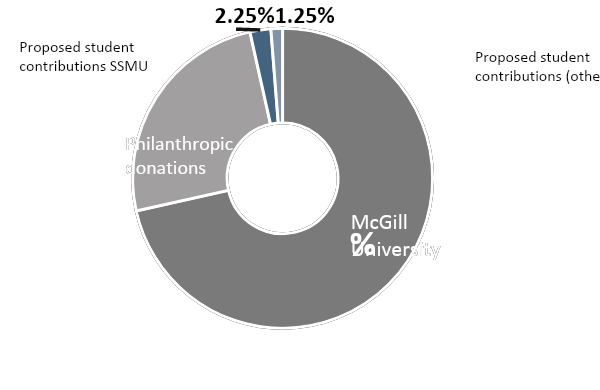 2.25%1.25%
Proposed student
contributions SSMU
Proposed student
contributions (othe
Philanthropic
donations
McGill
%
University